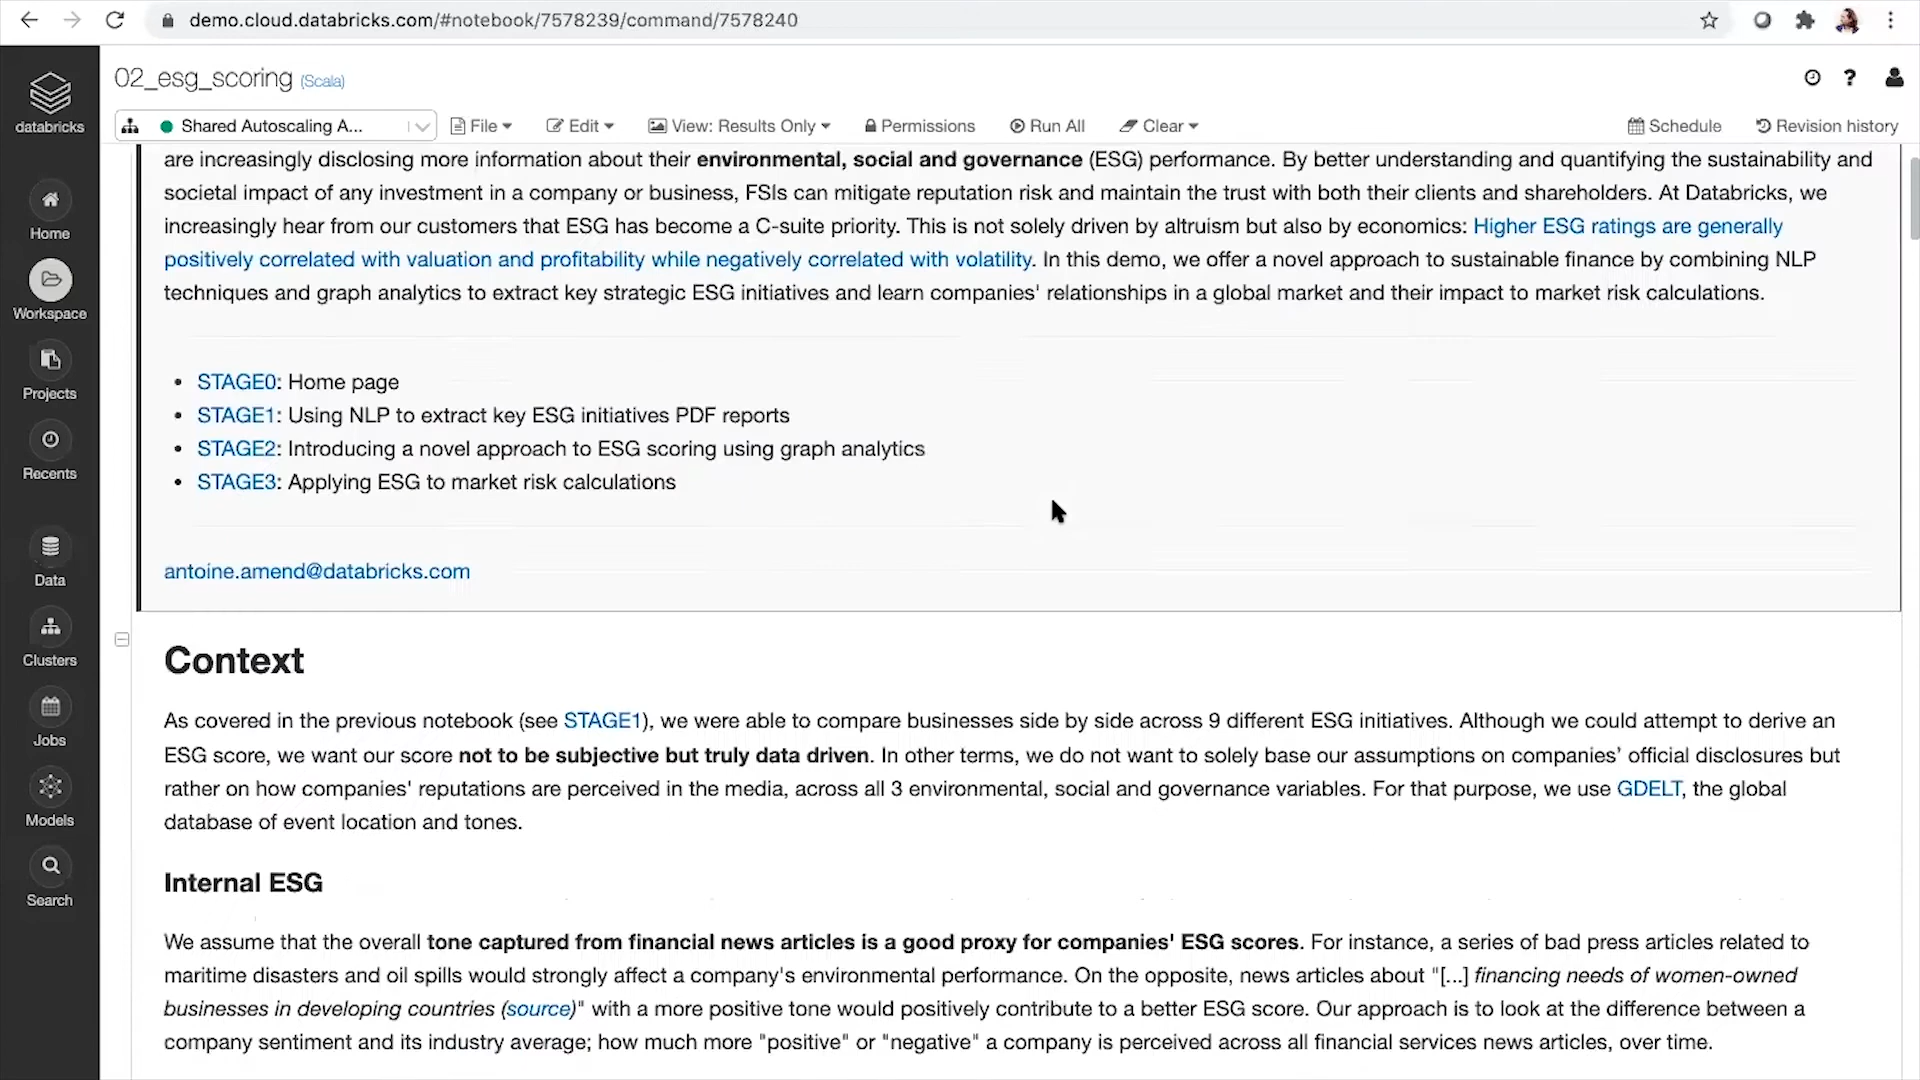 demo.cloud.databricks.com/#notebook/7578239/command/7578240
databricks
Home
Workspace
Projects
Recents
Data
Clusters
Jobs
Models
Search
02_esg_scoring (Scala)
Shared Autoscaling A... File Edit View: Results Only Permissions Run All Clear Schedule Revision history
are increasingly disclosing more information about their environmental, social and governance (ESG) performance. By better understanding and quantifying the sustainability and
societal impact of any investment in a company or business, FSIs can mitigate reputation risk and maintain the trust with both their clients and shareholders. At Databricks, we
increasingly hear from our customers that ESG has become a C-suite priority. This is not solely driven by altruism but also by economics: Higher ESG ratings are generally
positively correlated with valuation and profitability while negatively correlated with volatility. In this demo, we offer a novel approach to sustainable finance by combining NLP
techniques and graph analytics to extract key strategic ESG initiatives and learn companies' relationships in a global market and their impact to market risk calculations.
• STAGE0: Home page
• STAGE1: Using NLP to extract key ESG initiatives PDF reports
• STAGE2: Introducing a novel approach to ESG scoring using graph analytics
• STAGE3: Applying ESG to market risk calculations
antoine.amend@databricks.com
Context
As covered in the previous notebook (see STAGE1), we were able to compare businesses side by side across 9 different ESG initiatives. Although we could attempt to derive an
ESG score, we want our score not to be subjective but truly data driven. In other terms, we do not want to solely base our assumptions on companies’ official disclosures but
rather on how companies' reputations are perceived in the media, across all 3 environmental, social and governance variables. For that purpose, we use GDELT, the global
database of event location and tones.
Internal ESG
We assume that the overall tone captured from financial news articles is a good proxy for companies' ESG scores. For instance, a series of bad press articles related to
maritime disasters and oil spills would strongly affect a company's environmental performance. On the opposite, news articles about "[...] financing needs of women-owned
businesses in developing countries (source)" with a more positive tone would positively contribute to a better ESG score. Our approach is to look at the difference between a
company sentiment and its industry average; how much more "positive" or "negative" a company is perceived across all financial services news articles, over time.